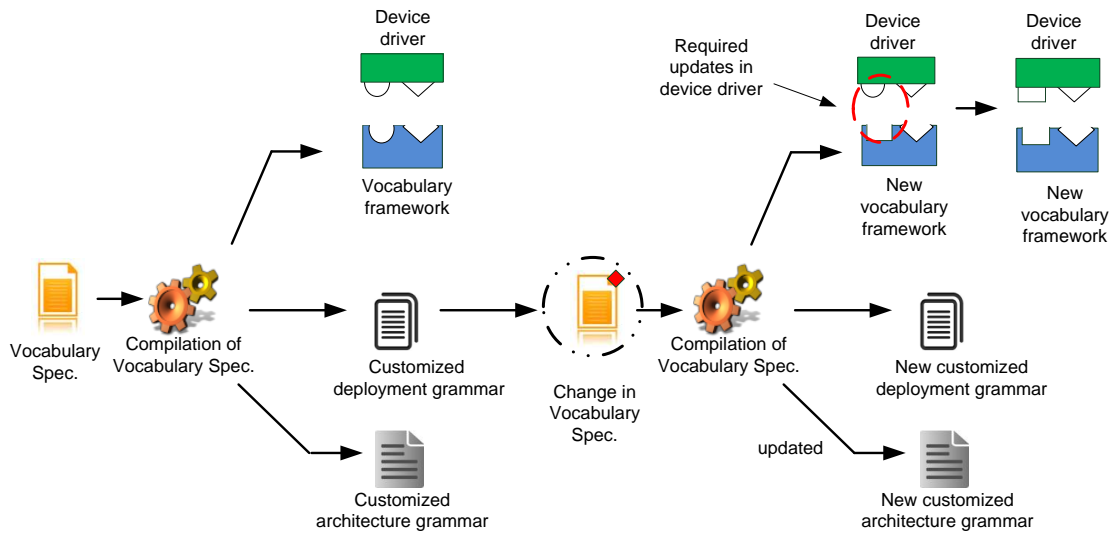 Device
driver
Vocabulary
framework
Vocabulary
Spec.
Compilation of
Vocabulary Spec.
Customized
deployment grammar
Customized
architecture grammar
Change in
Vocabulary
Spec.
Required
updates in
device driver
Device
driver
New
vocabulary
framework
Device
driver
New
vocabulary
framework
Compilation of
Vocabulary Spec.
New customized
deployment grammar
updated
New customized
architecture grammar